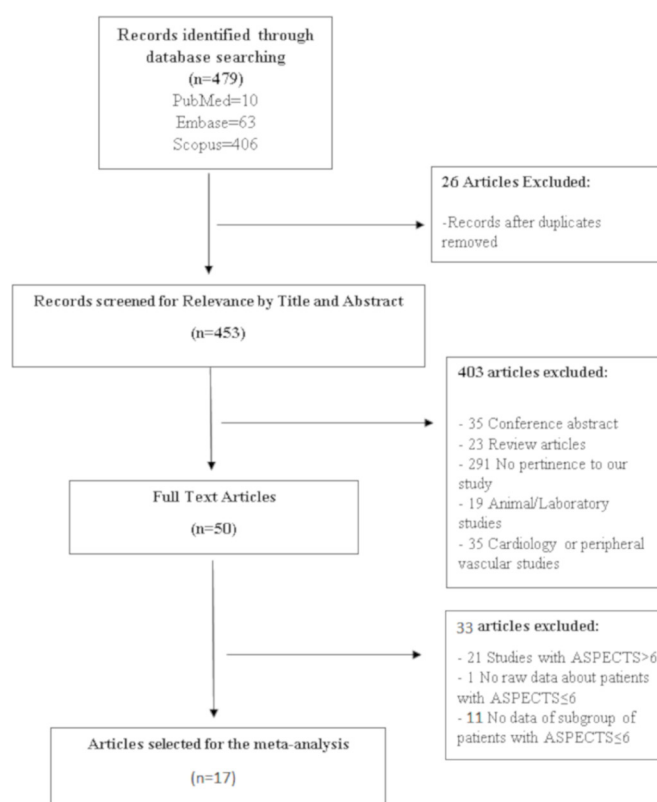 Records identified through
database searching
(n=479)
PubMed=10
Embase=63
Scopus=406
26 Articles Excluded:
-Records after duplicates
removed
Records screened for Relevance by Title and Abstract
(n=453)
403 articles excluded:
- 35 Conference abstract
- 23 Review articles
- 291 No pertinence to our
study
- 19 Animal/Laboratory
studies
- 35 Cardiology or peripheral
vascular studies
Full Text Articles
(n=50)
33 articles excluded:
- 21 Studies with ASPECTS>6
- 1 No raw data about patients
with ASPECTS≤6
- 11 No data of subgroup of
patients with ASPECTS≤6
Articles selected for the meta-analysis
(n=17)